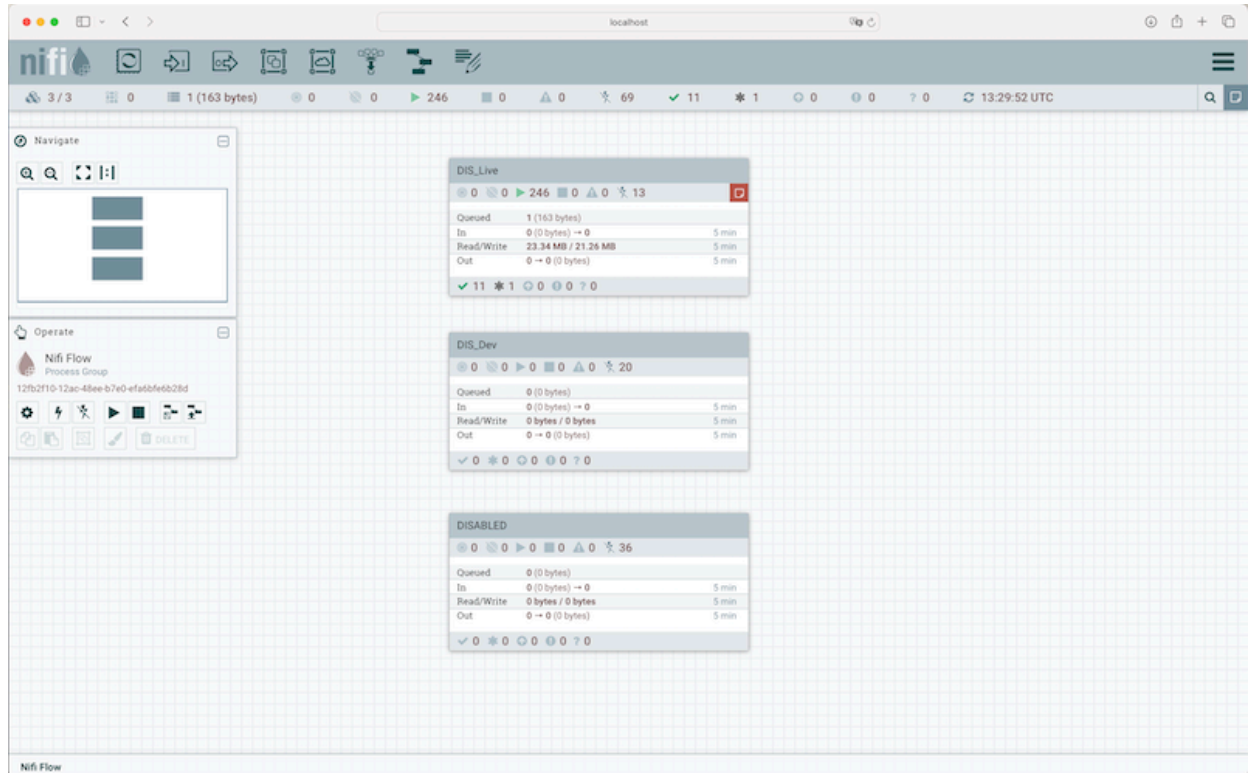 localhost
nifi
3 / 3 0 1 (163 bytes) 0 0 246 0 0 69 11 1 0 0 ? 0 13:29:52 UTC
Navigate
Operate
Nifi Flow
Process Group
12fb2f10-12ac-48ee-b7e0-efa6bfe6b28d
DELETE
DIS_Live
0 0 246 0 0 13
Queued 1 (163 bytes)
In 0 (0 bytes) → 0 5 min
Read/Write 23.34 MB / 21.26 MB 5 min
Out 0 → 0 (0 bytes) 5 min
11 1 0 0 ? 0
DIS_Dev
0 0 0 0 0 20
Queued 0 (0 bytes)
In 0 (0 bytes) → 0 5 min
Read/Write 0 bytes / 0 bytes 5 min
Out 0 → 0 (0 bytes) 5 min
0 0 0 0 ? 0
DISABLED
0 0 0 0 0 36
Queued 0 (0 bytes)
In 0 (0 bytes) → 0 5 min
Read/Write 0 bytes / 0 bytes 5 min
Out 0 → 0 (0 bytes) 5 min
0 0 0 0 ? 0
Nifi Flow